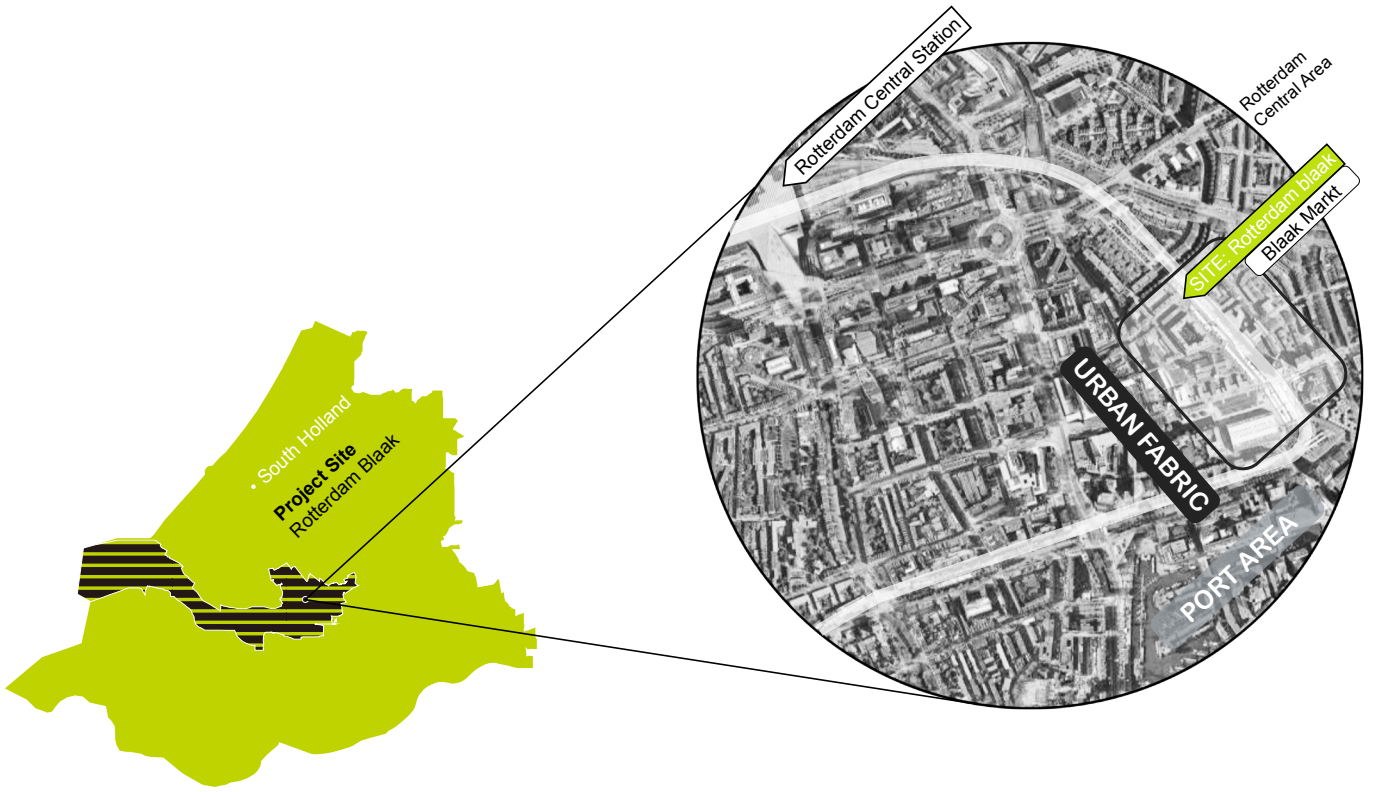 South Holland
Project Site
Rotterdam Blaak
Rotterdam Central Station
Rotterdam
Central Area
SITE: Rotterdam blaak
Blaak Markt
URBAN FABRIC
PORT AREA